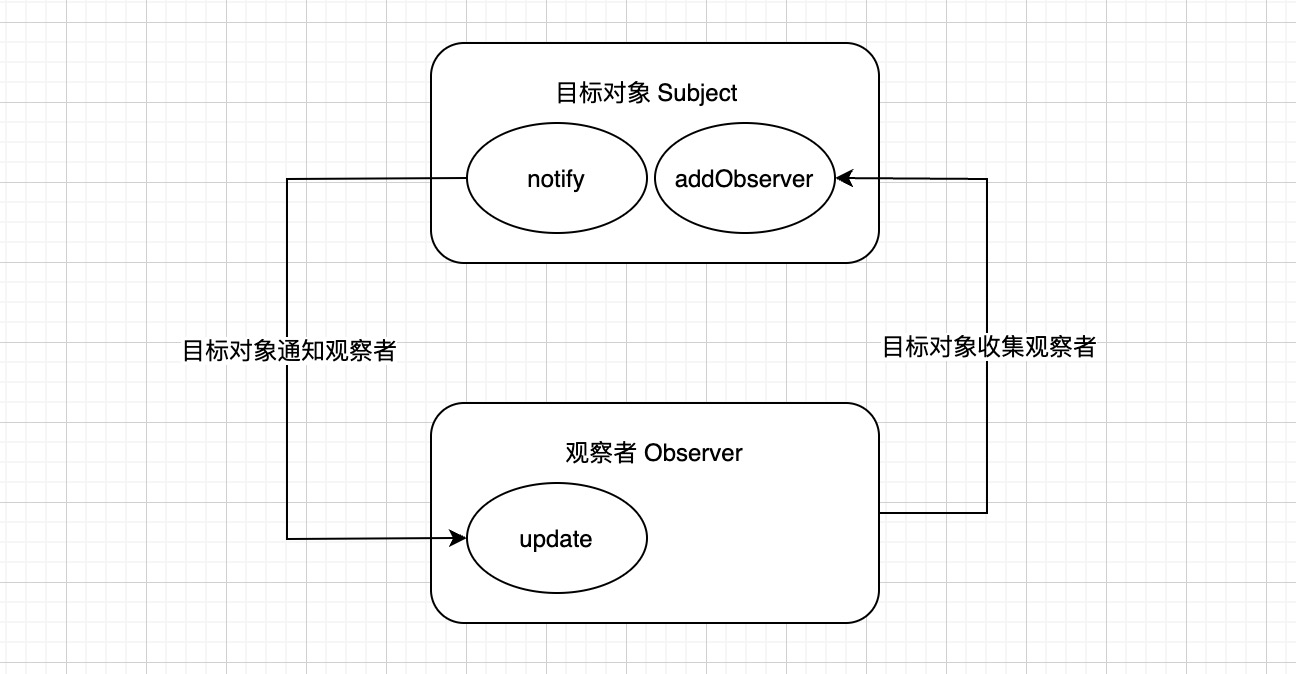 目标对象 Subject
notify
addObserver
目标对象通知观察者
目标对象收集观察者
观察者 Observer
update